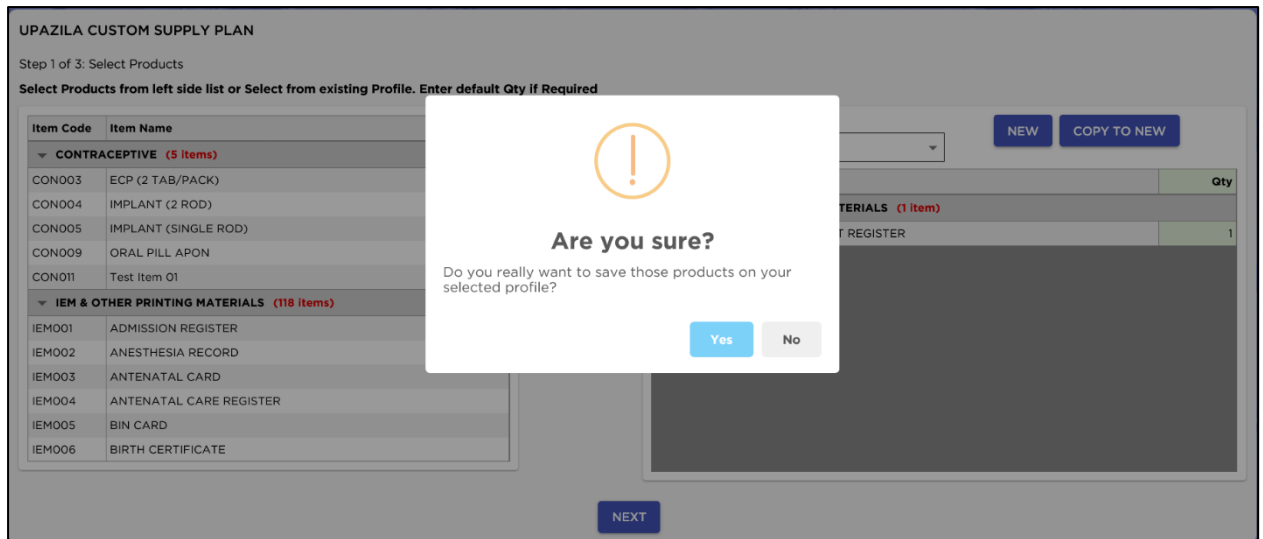 UPAZILA CUSTOM SUPPLY PLAN
Step 1 of 3: Select Products
Select Products from left side list or Select from existing Profile. Enter default Qty if Required
Item Code Item Name
CONTRACEPTIVE (5 items)
CON003 ECP (2 TAB/PACK)
CON004 IMPLANT (2 ROD)
CON005 IMPLANT (SINGLE ROD)
CON009 ORAL PILL APON
CON011 Test Item 01
IEM & OTHER PRINTING MATERIALS (118 items)
IEM001 ADMISSION REGISTER
IEM002 ANESTHESIA RECORD
IEM003 ANTENATAL CARD
IEM004 ANTENATAL CARE REGISTER
IEM005 BIN CARD
IEM006 BIRTH CERTIFICATE
Are you sure?
Do you really want to save those products on your
selected profile?
Yes No
NEW COPY TO NEW
Qty
TERIALS (1 item)
T REGISTER 1
NEXT